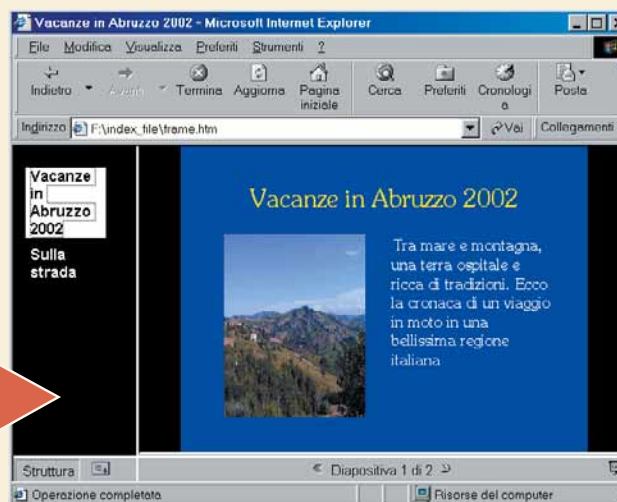 Vacanze in Abruzzo 2002 - Microsoft Internet Explorer
File Modifica Visualizza Preferiti Strumenti ?
Indietro Avanti Termina Aggiorna Pagina iniziale Cerca Preferiti Cronologia Posta
Indirizzo F:\index_file\frame.htm Vai Collegamenti
Vacanze
in
Abruzzo
2002
Sulla
strada
Vacanze in Abruzzo 2002
Tra mare e montagna,
una terra ospitale e
ricca di tradizioni. Ecco
la cronaca di un viaggio
in moto in una
bellissima regione
italiana
Struttura Diapositiva 1 di 2
Operazione completata Risorse del computer